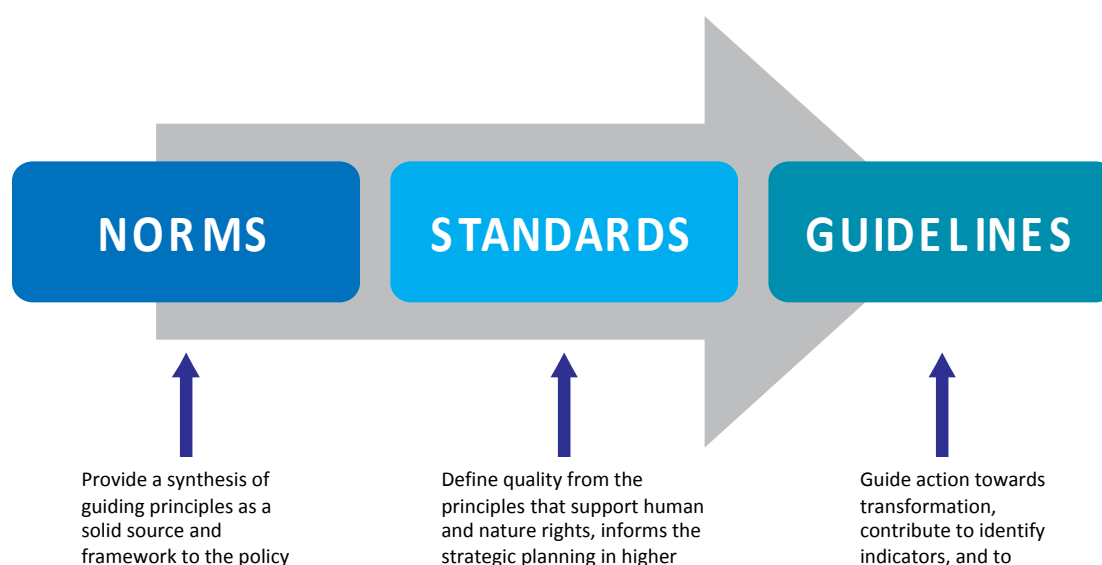 NORMS
STANDARDS
GUIDELINES
Provide a synthesis of
guiding principles as a
solid source and
framework to the policy
Define quality from the
principles that support human
and nature rights, informs the
strategic planning in higher
Guide action towards
transformation,
contribute to identify
indicators, and to